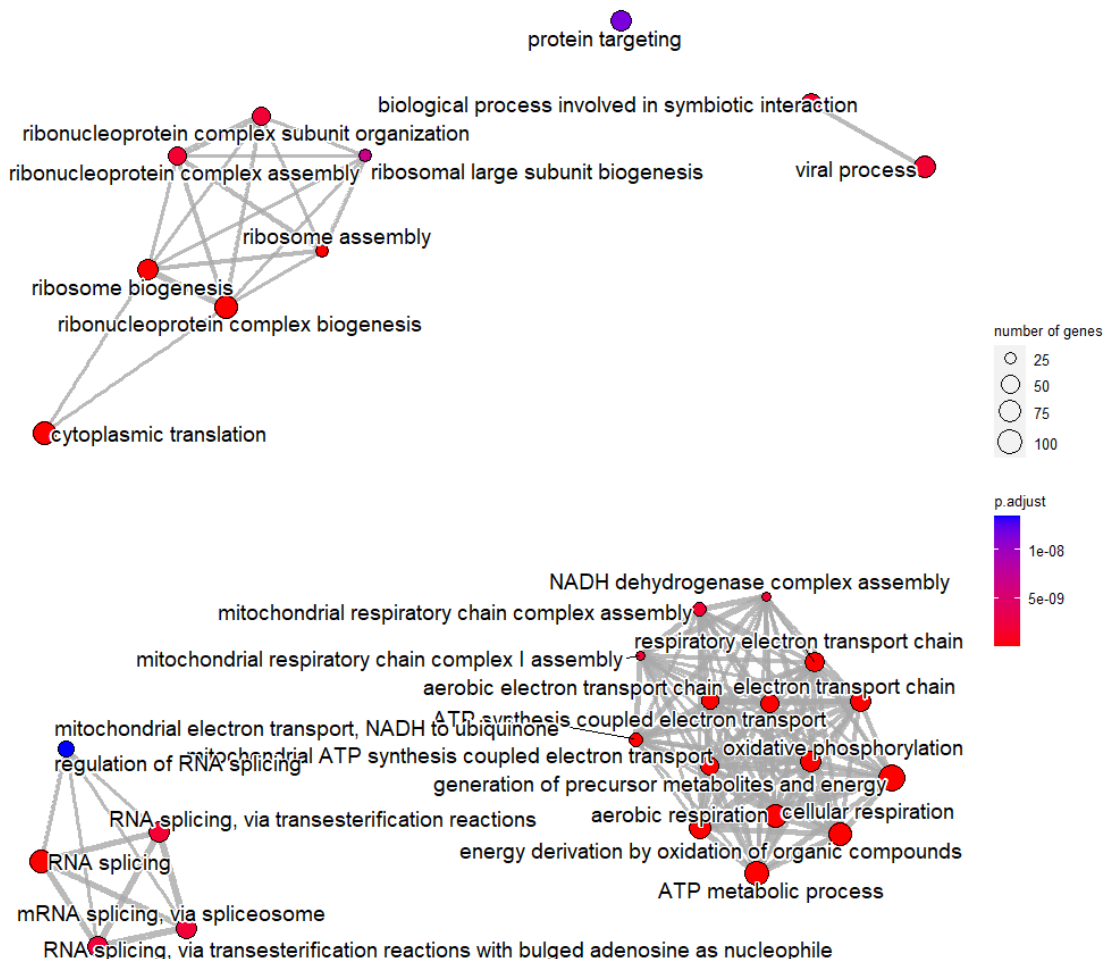 protein targeting
biological process involved in symbiotic interaction
ribonucleoprotein complex subunit organization
viral process
ribonucleoprotein complex assembly
ribosomal large subunit biogenesis
ribosome assembly
ribosome biogenesis
ribonucleoprotein complex biogenesis
cytoplasmic translation
number of genes
25
50
75
100
p.adjust
1e-08
5e-09
NADH dehydrogenase complex assembly
mitochondrial respiratory chain complex assembly
respiratory electron transport chain
mitochondrial respiratory chain complex I assembly
aerobic electron transport chain
electron transport chain
ATP synthesis coupled electron transport
mitochondrial electron transport, NADH to ubiquinone
oxidative phosphorylation
mitochondrial ATP synthesis coupled electron transport
regulation of RNA splicing
generation of precursor metabolites and energy
aerobic respiration
cellular respiration
RNA splicing, via transesterification reactions
energy derivation by oxidation of organic compounds
RNA splicing
ATP metabolic process
mRNA splicing, via spliceosome
RNA splicing, via transesterification reactions with bulged adenosine as nucleophile